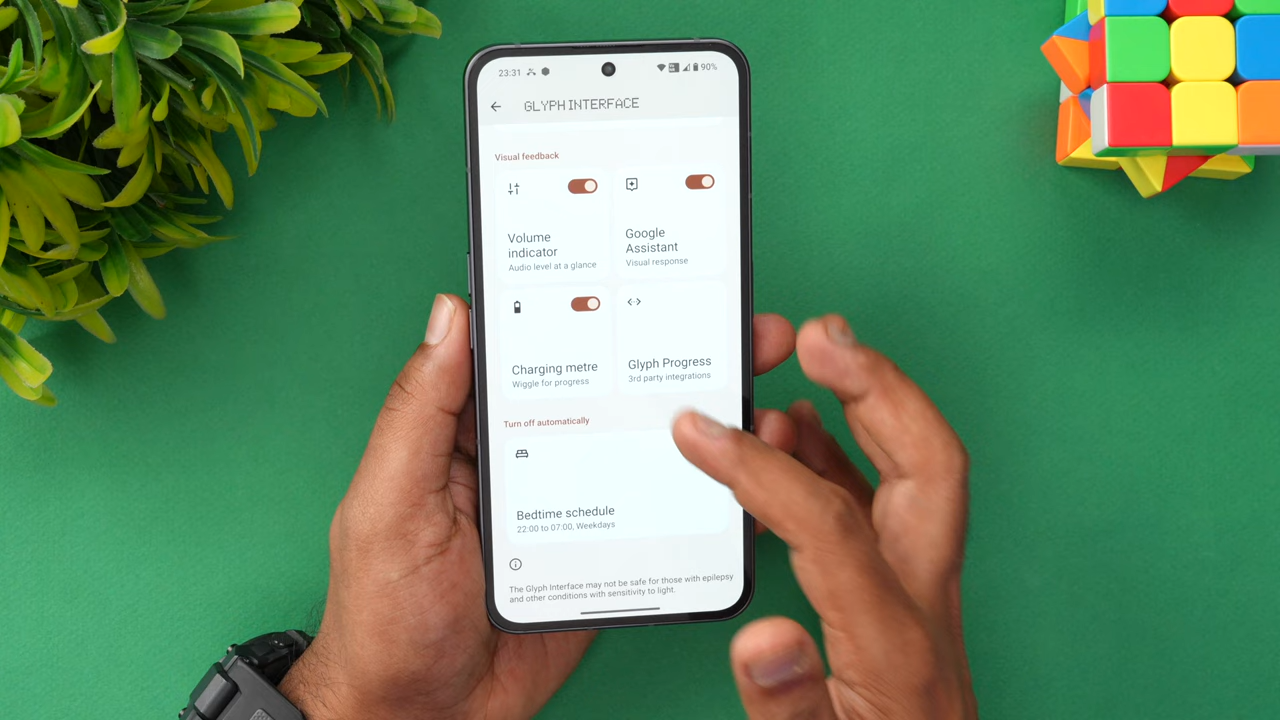 23:31 90%
GLYPH INTERFACE
Visual feedback
Volume
indicator
Audio level at a glance
Google
Assistant
Visual response
Charging metre
Wiggle for progress
Glyph Progress
3rd party integrations
Turn off automatically
Bedtime schedule
22:00 to 07:00, Weekdays
The Glyph Interface may not be safe for those with epilepsy
and other conditions with sensitivity to light.